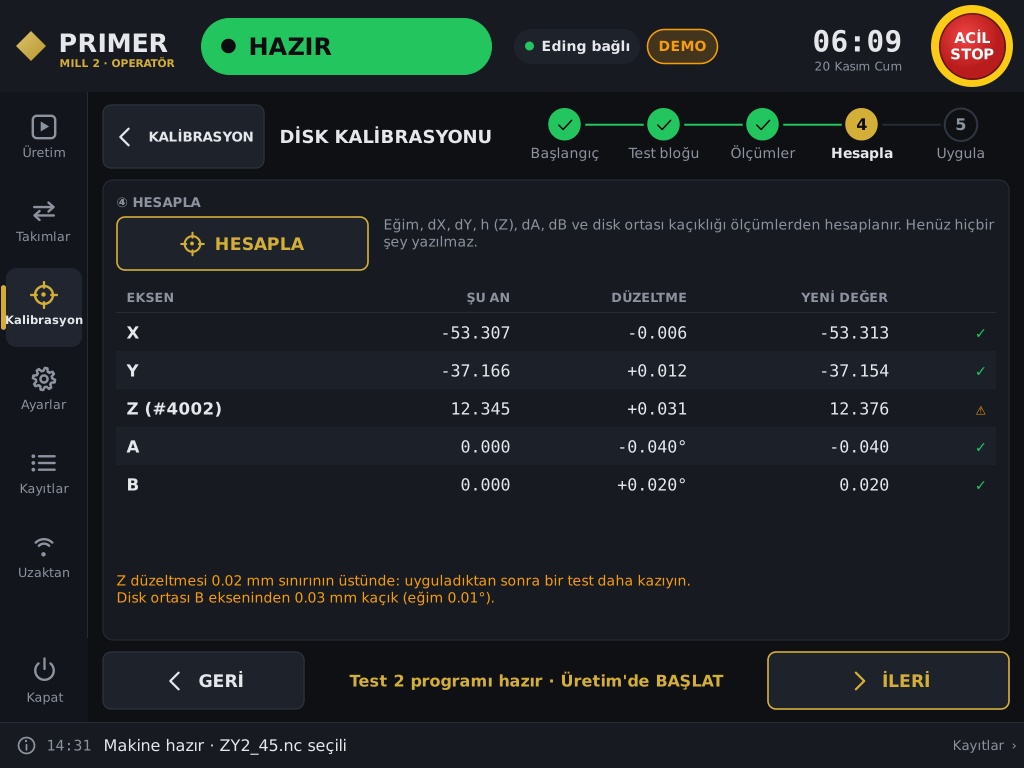 PRIMER
MILL 2 · OPERATÖR
HAZIR
Eding bağlı
DEMO
06:09
20 Kasım Cum
ACİL
STOP
Üretim
Takımlar
Kalibrasyon
Ayarlar
Kayıtlar
Uzaktan
Kapat
KALİBRASYON
DİSK KALİBRASYONU
Başlangıç
Test bloğu
Ölçümler
4
Hesapla
5
Uygula
④ HESAPLA
HESAPLA
Eğim, dX, dY, h (Z), dA, dB ve disk ortası kaçıklığı ölçümlerden hesaplanır. Henüz hiçbir
şey yazılmaz.
EKSEN ŞU AN DÜZELTME YENİ DEĞER
X -53.307 -0.006 -53.313 ✓
Y -37.166 +0.012 -37.154 ✓
Z (#4002) 12.345 +0.031 12.376 ⚠
A 0.000 -0.040° -0.040 ✓
B 0.000 +0.020° 0.020 ✓
Z düzeltmesi 0.02 mm sınırının üstünde: uyguladıktan sonra bir test daha kazıyın.
Disk ortası B ekseninden 0.03 mm kaçık (eğim 0.01°).
GERİ
Test 2 programı hazır · Üretim'de BAŞLAT
İLERİ
14:31 Makine hazır · ZY2_45.nc seçili
Kayıtlar ›